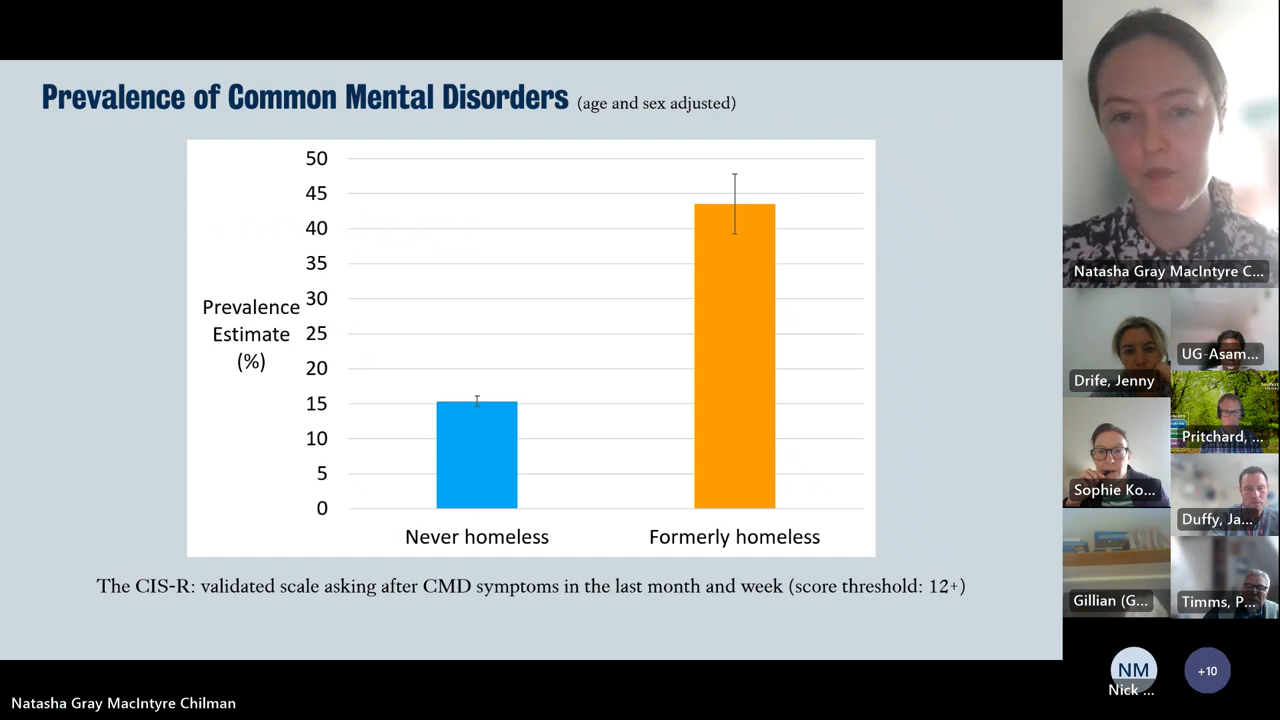 Prevalence of Common Mental Disorders (age and sex adjusted)
50
45
40
35
30
25
20
15
10
5
0
Prevalence
Estimate
(%)
Never homeless
Formerly homeless
The CIS-R: validated scale asking after CMD symptoms in the last month and week (score threshold: 12+)
Natasha Gray MacIntyre C...
Drife, Jenny
UG-Asam...
Pritchard, ...
Sophie Ko...
Duffy, Ja...
Gillian (G...
Timms, P...
NM
Nick ...
+10
Natasha Gray MacIntyre Chilman